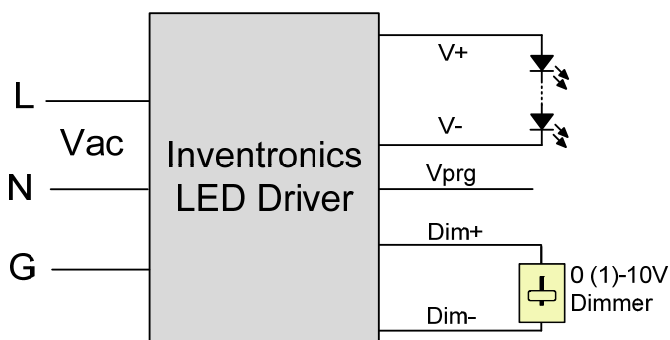 L
Vac
N
G
Inventronics
LED Driver
V+
V-
Vprg
Dim+
Dim-
0 (1)-10V
Dimmer